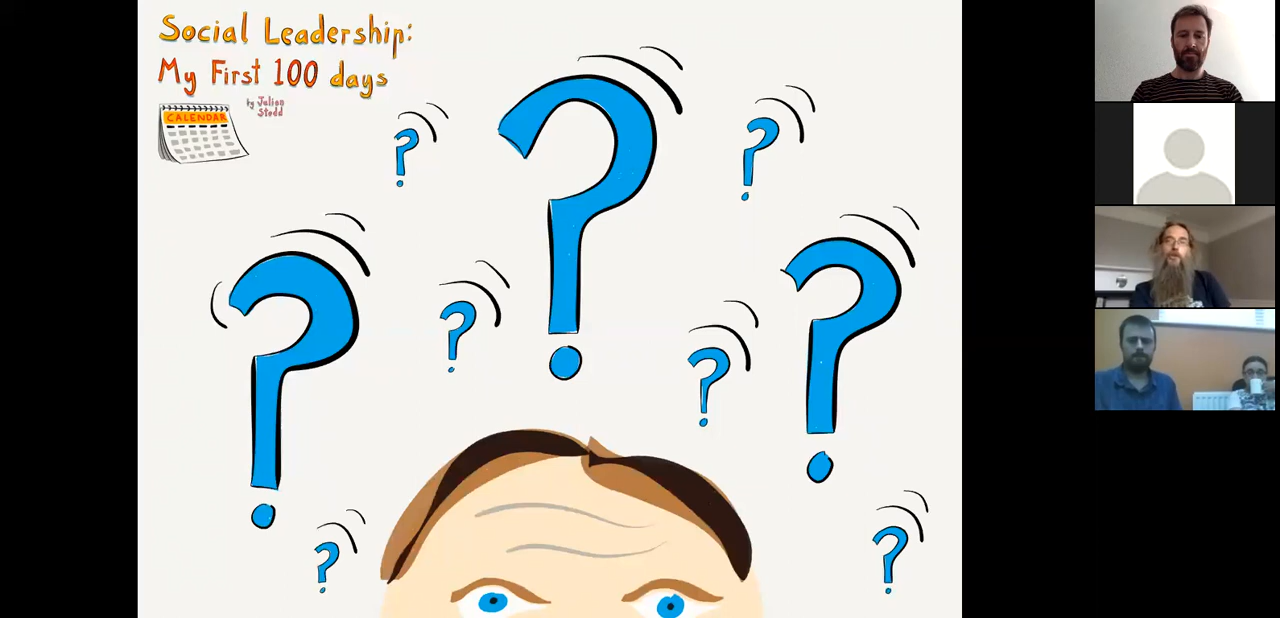 Social Leadership:
My First 100 days
by Julian
Stodd
CALENDAR